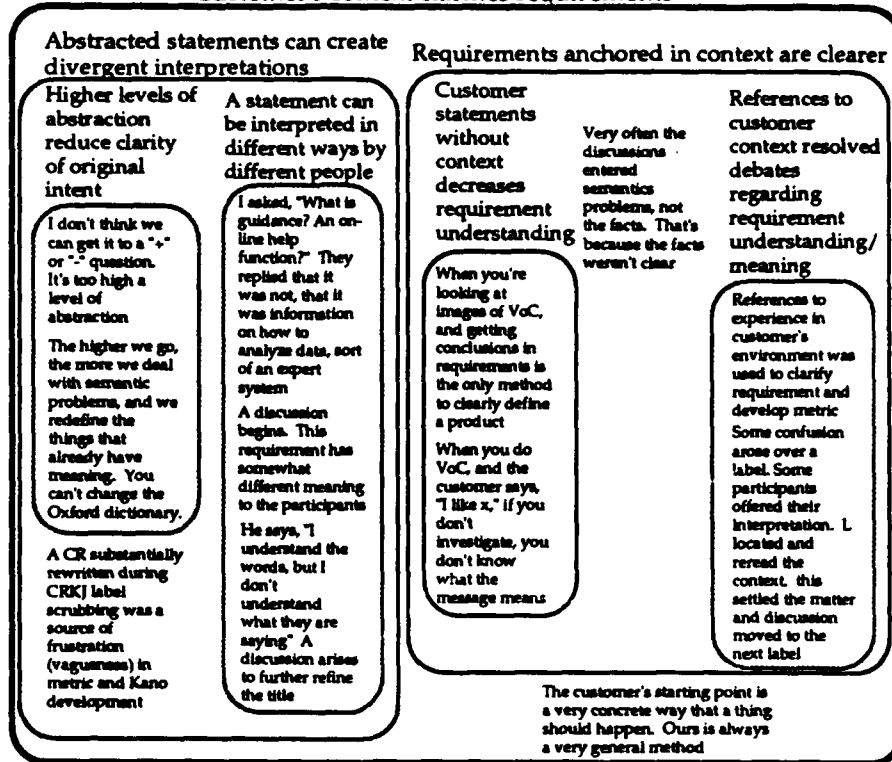 Abstracted statements can create
divergent interpretations
Higher levels of
abstraction
reduce clarity
of original
intent
I don't think we
can get it to a "+"
or "-" question.
It's too high a
level of
abstraction
The higher we go,
the more we deal
with semantic
problems, and we
redefine the
things that
already have
meaning. You
can't change the
Oxford dictionary.
A CR substantially
rewritten during
CRKJ label
scrubbing was a
source of
frustration
(vagueness) in
metric and Kano
development
A statement can
be interpreted in
different ways by
different people
I asked, "What is
guidance? An on-
line help
function?" They
replied that it
was not, that it
was information
on how to
analyze data, sort
of an expert
system
A discussion
begins. This
requirement has
somewhat
different meaning
to the participants
He says, "I
understand the
words, but I
don't
understand
what they are
saying" A
discussion arises
to further refine
the title
Requirements anchored in context are clearer
Customer
statements
without
context
decreases
requirement
understanding
When you're
looking at
images of VoC,
and getting
conclusions in
requirements is
the only method
to clearly define
a product
When you do
VoC, and the
customer says,
"I like x," if you
don't
investigate, you
don't know
what the
message means
Very often the
discussions
entered
semantics
problems, not
the facts. That's
because the facts
weren't clear
References to
customer
context resolved
debates
regarding
requirement
understanding/
meaning
References to
experience in
customer's
environment was
used to clarify
requirement and
develop metric
Some confusion
arose over a
label. Some
participants
offered their
interpretation. L
located and
reread the
context. this
settled the matter
and discussion
moved to the
next label
The customer's starting point is
a very concrete way that a thing
should happen. Ours is always
a very general method